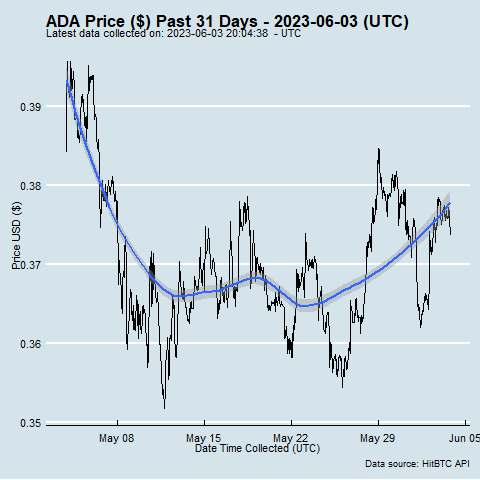 ADA Price ($) Past 31 Days - 2023-06-03 (UTC)
Latest data collected on: 2023-06-03 20:04:38 - UTC
0.39
0.38
0.37
0.36
0.35
Price USD ($)
May 08 May 15 May 22 May 29 Jun 05
Date Time Collected (UTC)
Data source: HitBTC API